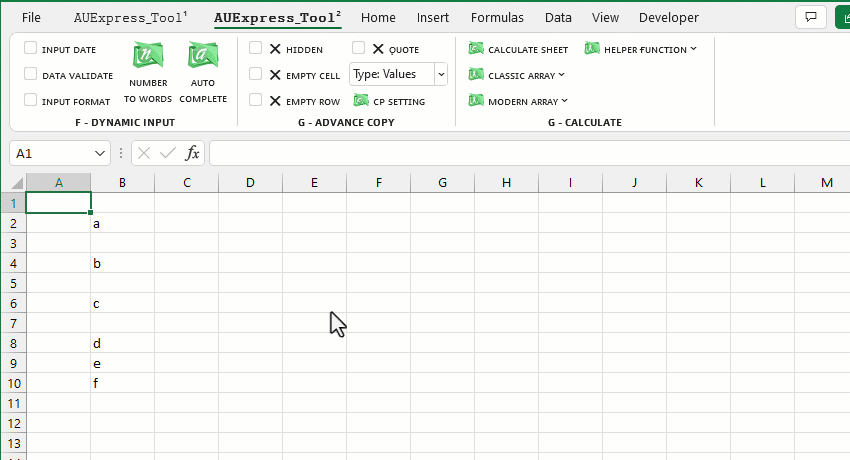 File AUExpress_Tool¹ AUExpress_Tool² Home Insert Formulas Data View Developer
INPUT DATE
DATA VALIDATE
INPUT FORMAT
NUMBER
TO WORDS
AUTO
COMPLETE
F - DYNAMIC INPUT
HIDDEN
EMPTY CELL
EMPTY ROW
QUOTE
Type: Values
CP SETTING
G - ADVANCE COPY
CALCULATE SHEET
CLASSIC ARRAY
MODERN ARRAY
HELPER FUNCTION
G - CALCULATE
A1 fx
A B C D E F G H I J K L M
1
2 a
3
4 b
5
6 c
7
8 d
9 e
10 f
11
12
13